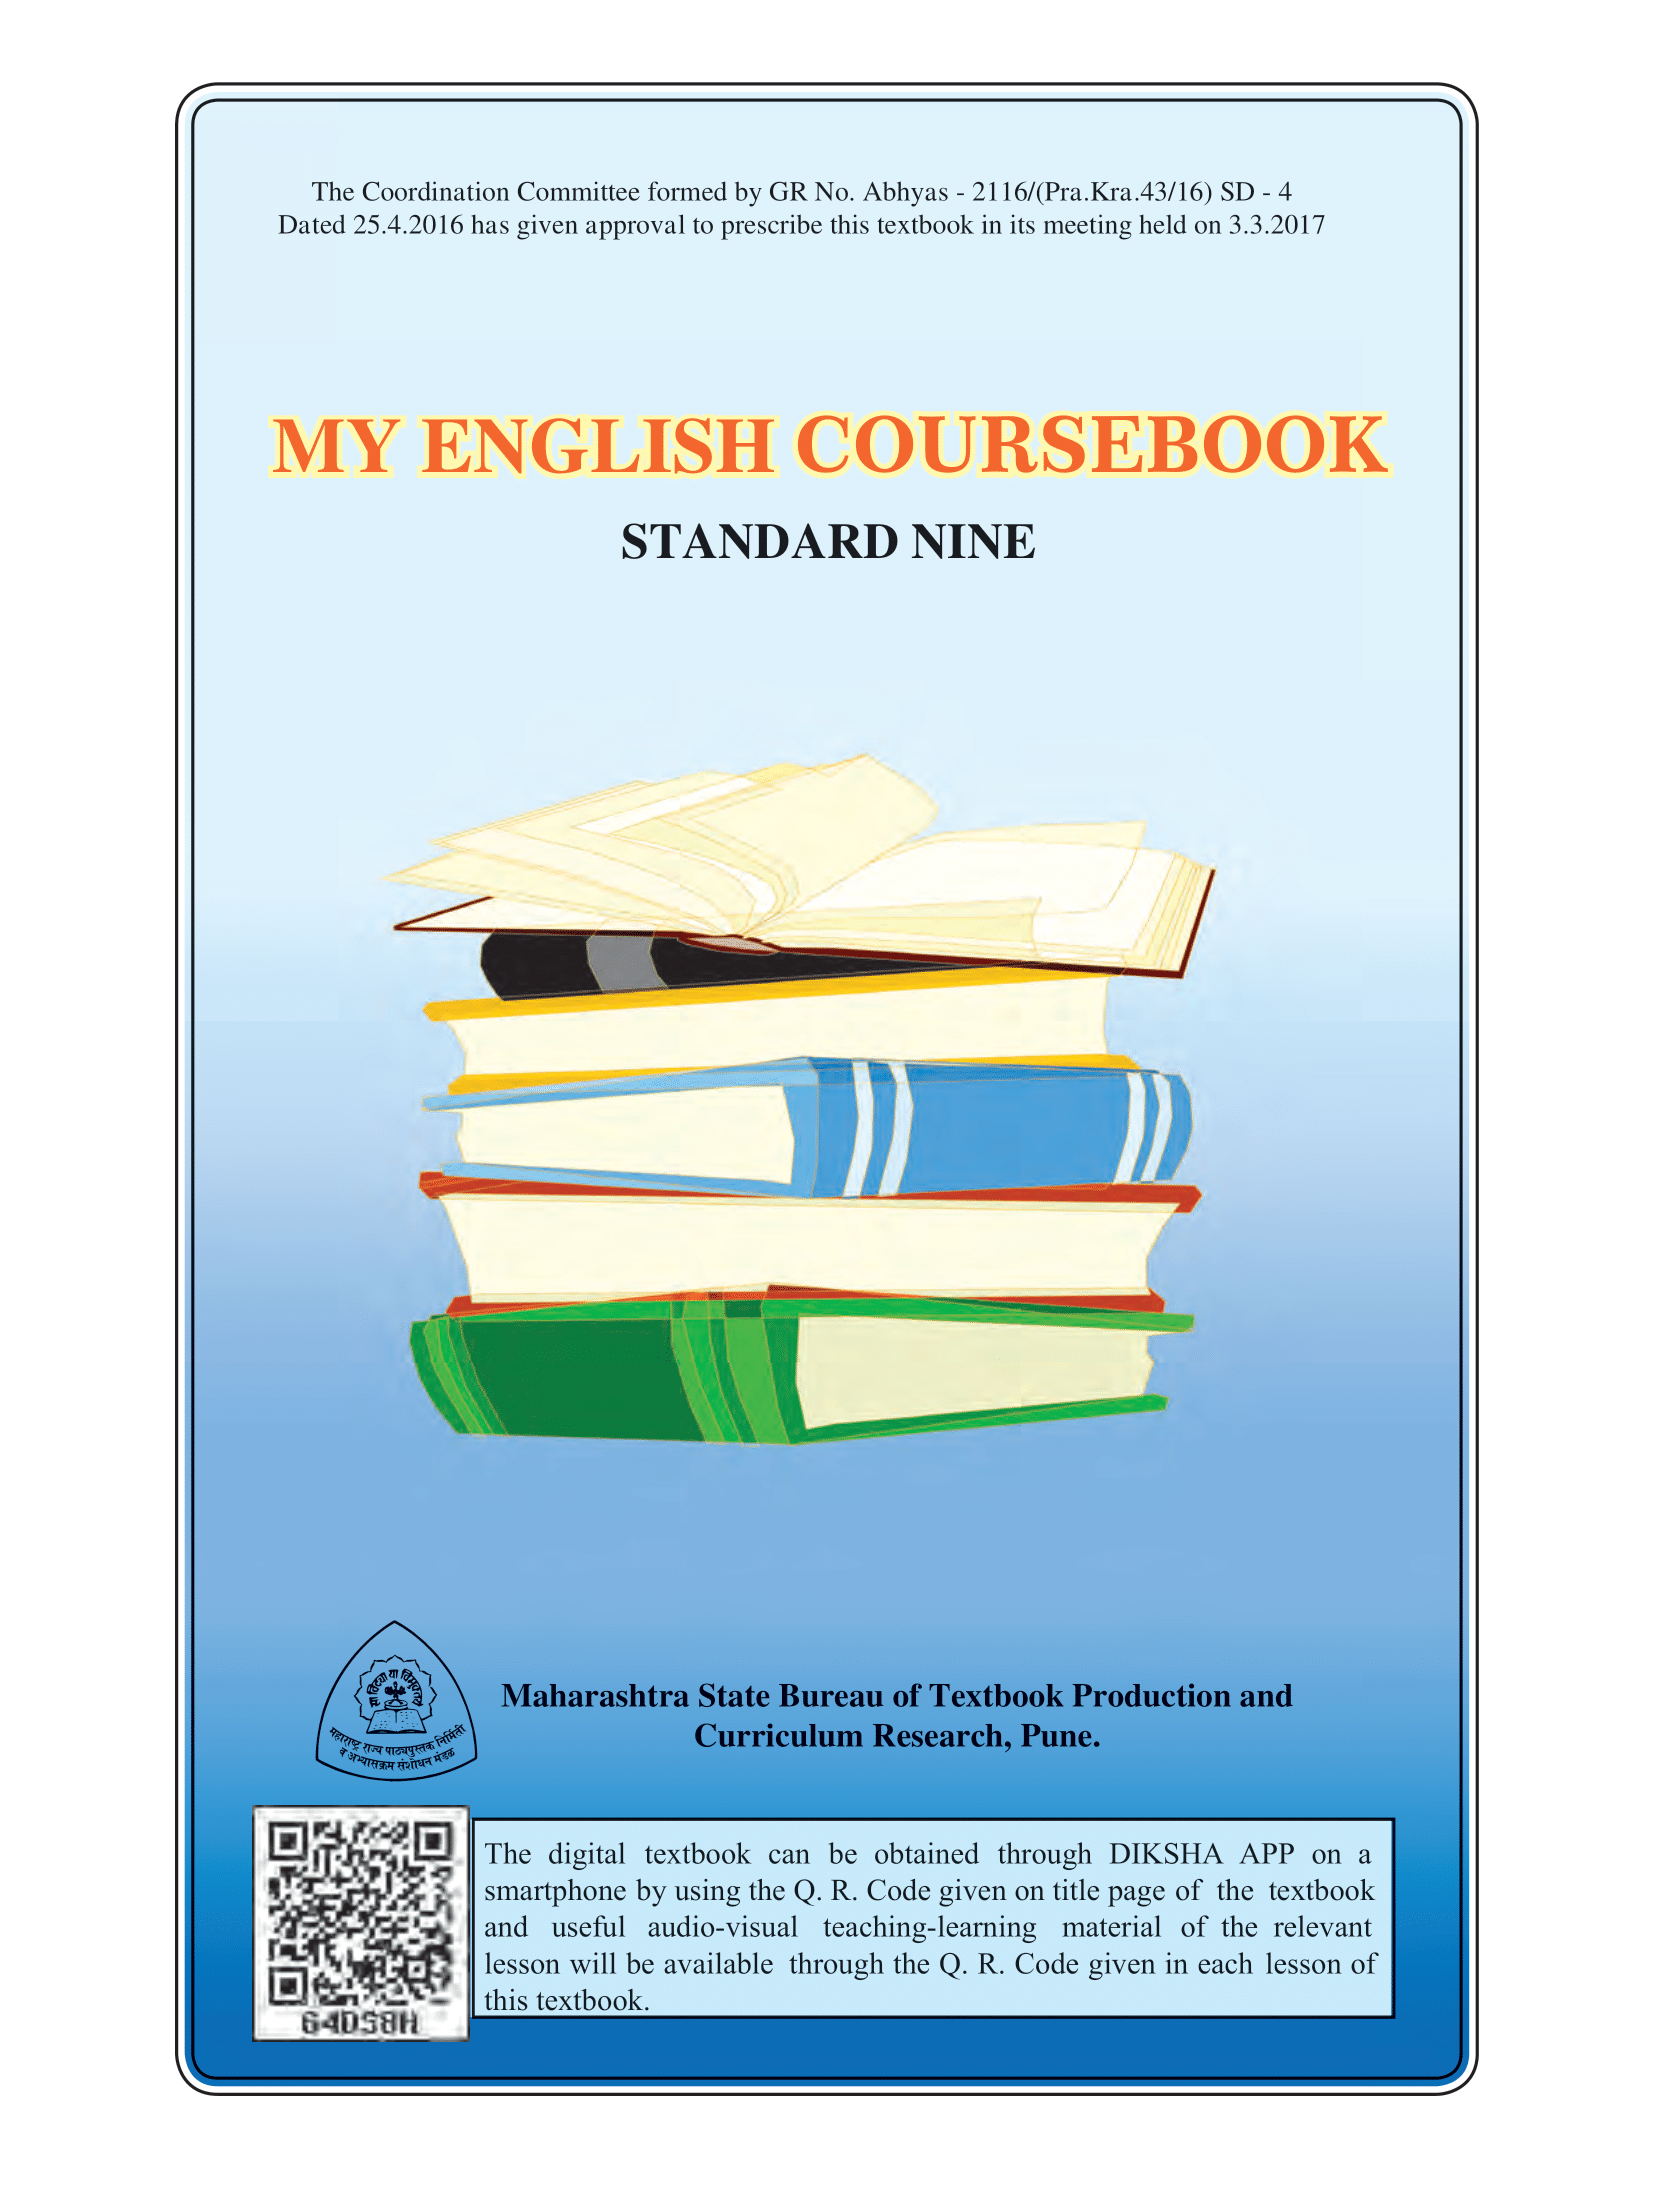 The Coordination Committee formed by GR No. Abhyas - 2116/(Pra.Kra.43/16) SD - 4
Dated 25.4.2016 has given approval to prescribe this textbook in its meeting held on 3.3.2017
MY ENGLISH COURSEBOOK
STANDARD NINE
सा विद्या या विमुक्तये
महाराष्ट्र राज्य पाठ्यपुस्तक निर्मिती
व अभ्यासक्रम संशोधन मंडळ
Maharashtra State Bureau of Textbook Production and
Curriculum Research, Pune.
64DS8H
The digital textbook can be obtained through DIKSHA APP on a
smartphone by using the Q. R. Code given on title page of the textbook
and useful audio-visual teaching-learning material of the relevant
lesson will be available through the Q. R. Code given in each lesson of
this textbook.